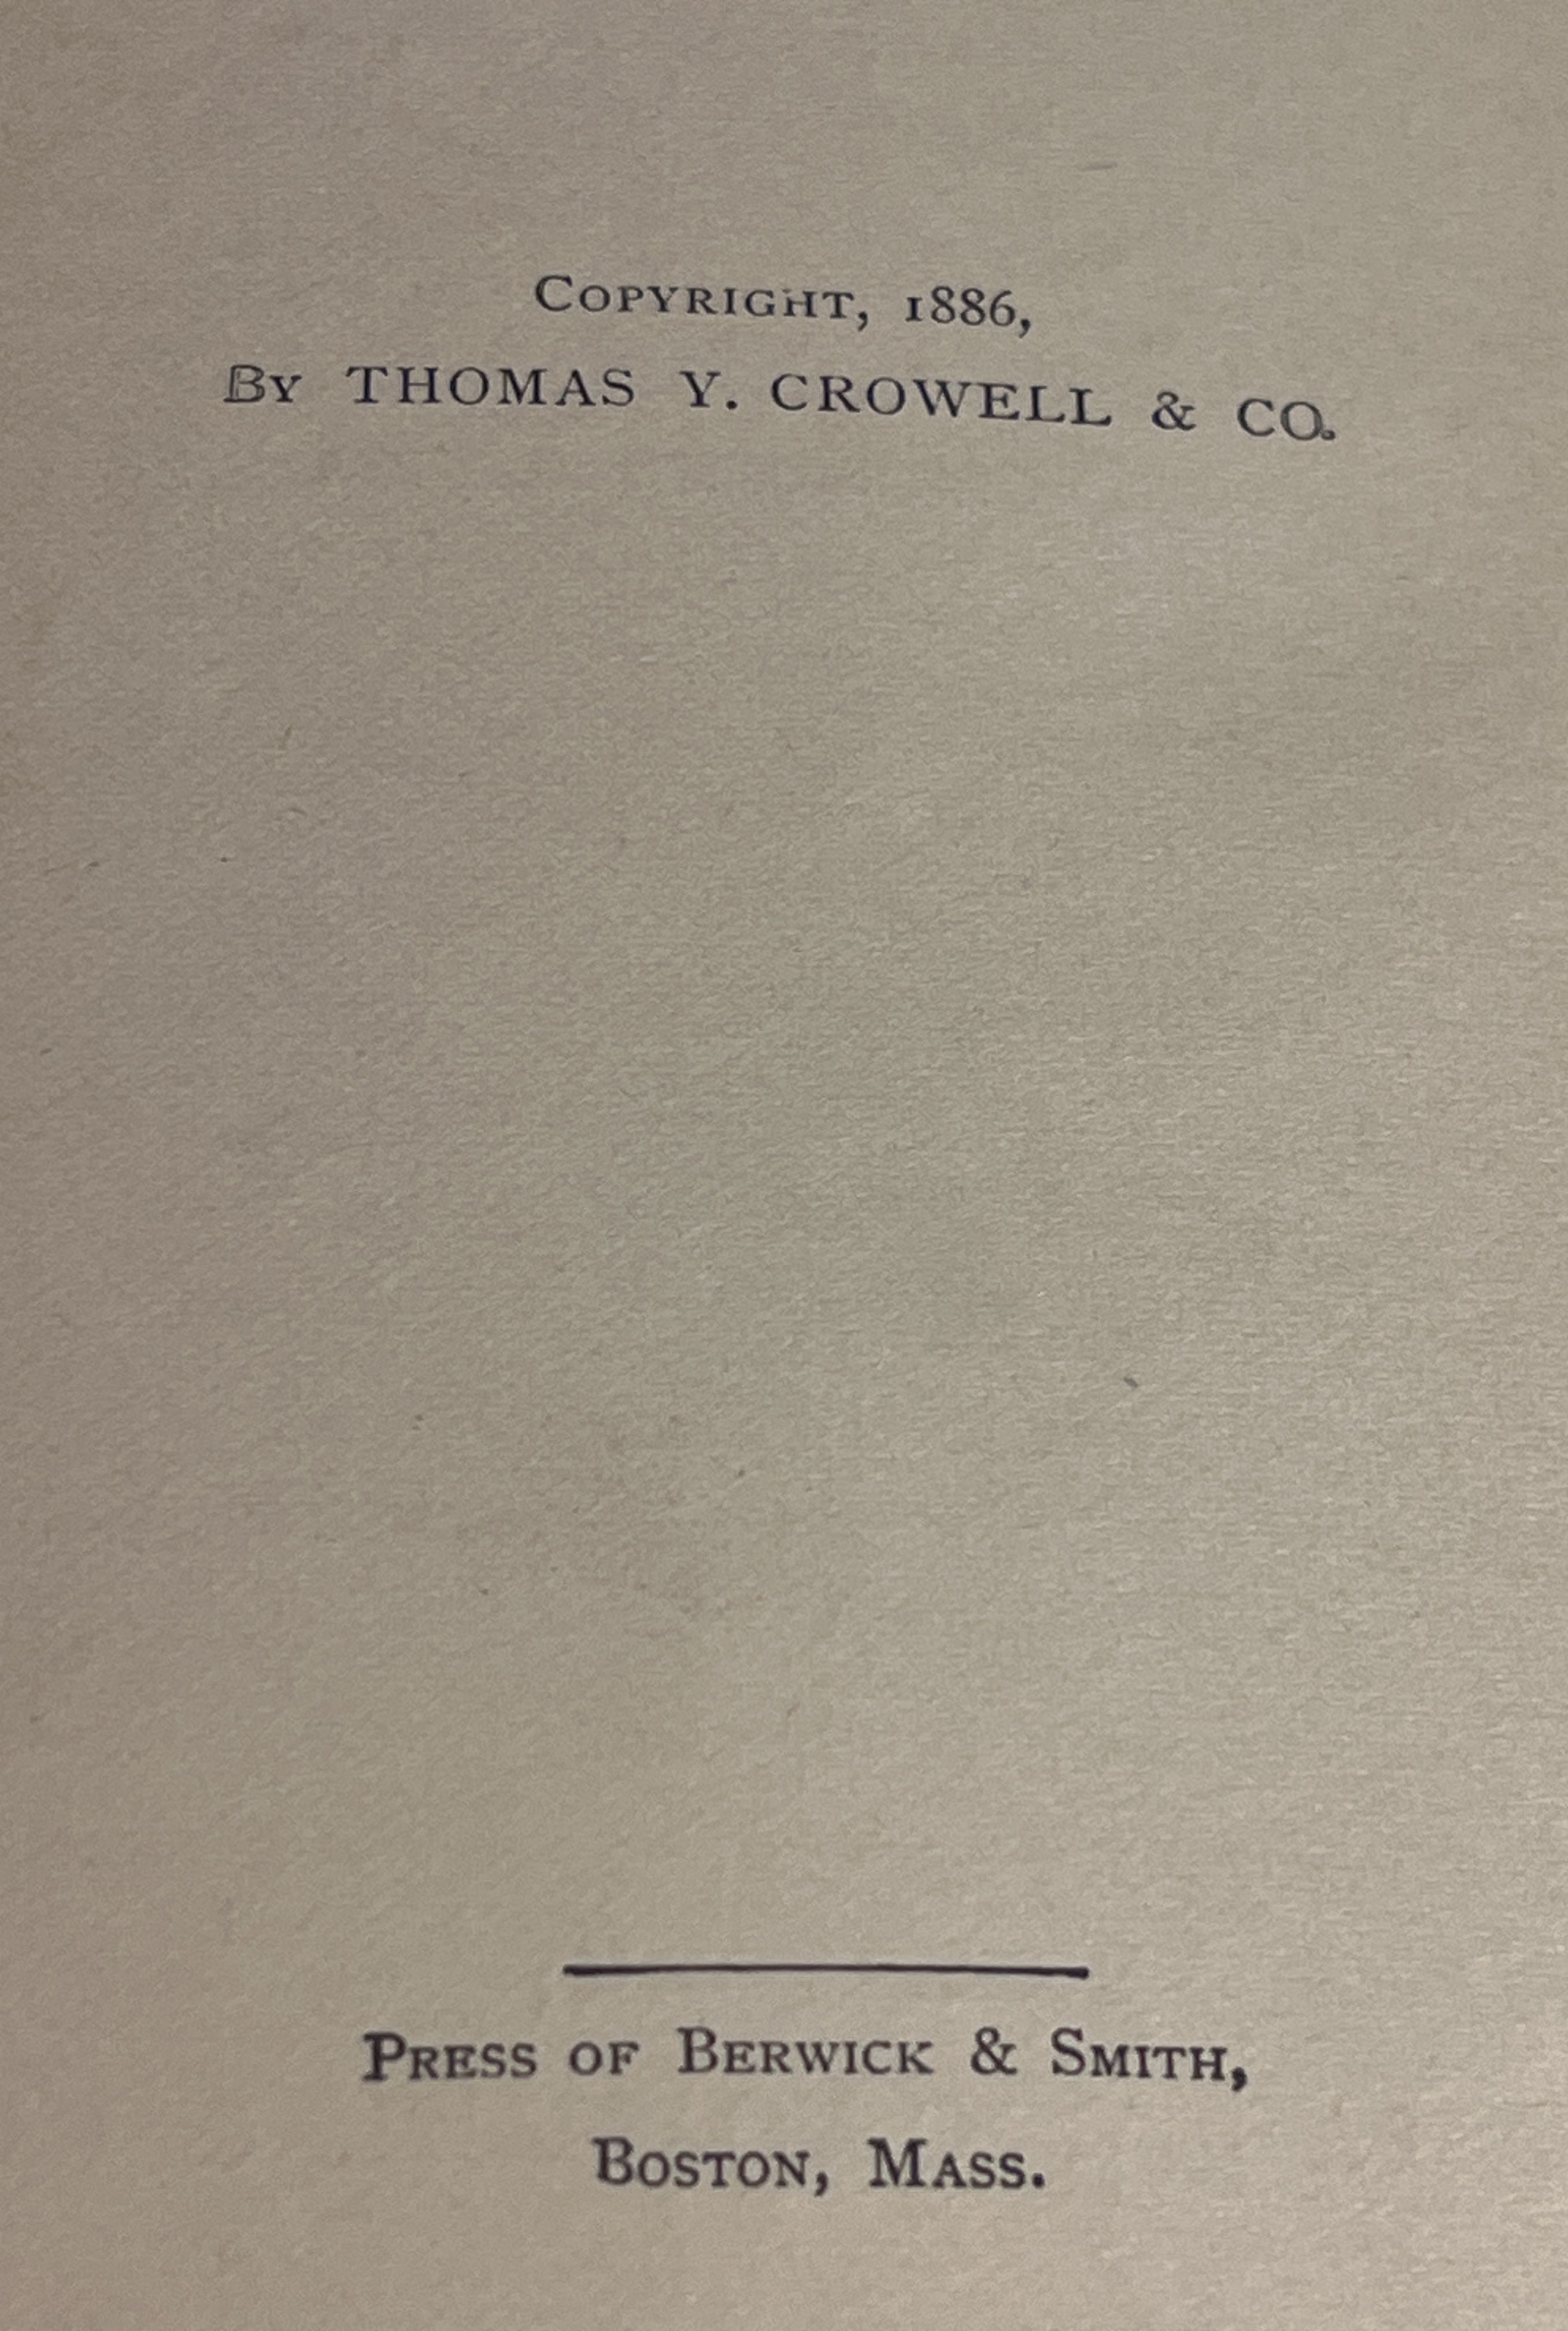 COPYRIGHT, 1886,
BY THOMAS Y. CROWELL & CO.
PRESS OF BERWICK & SMITH,
BOSTON, MASS.